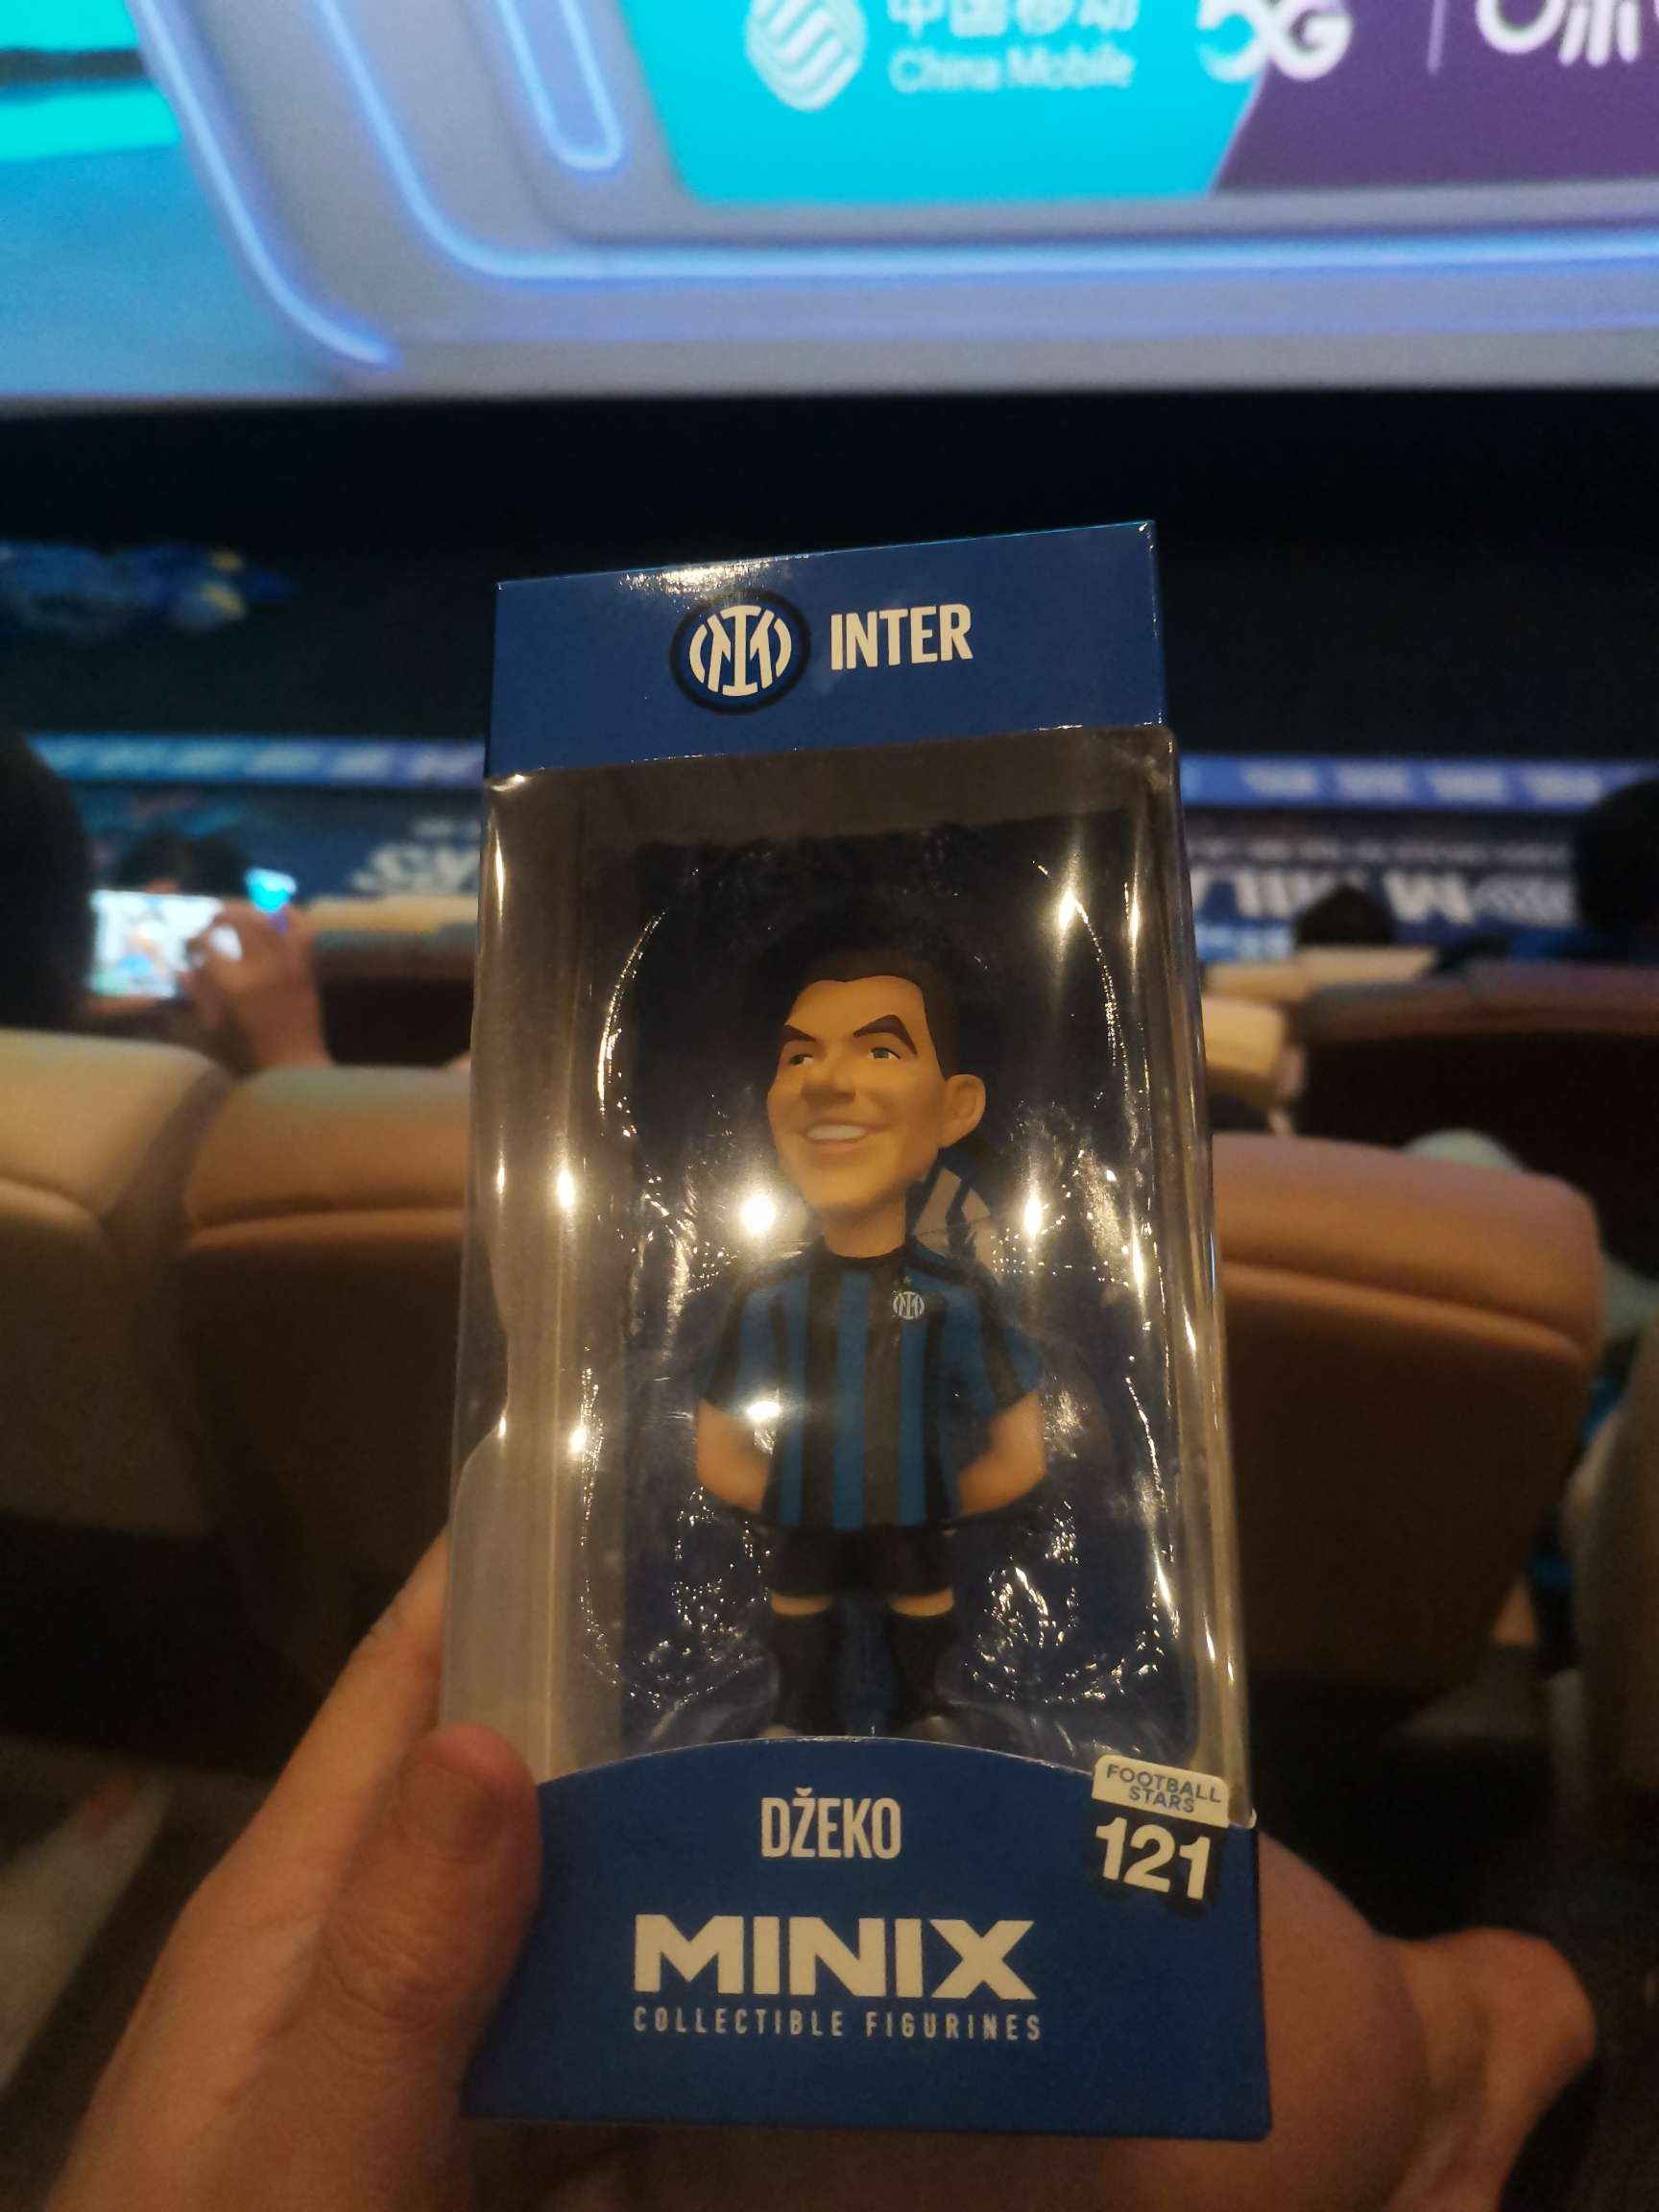 中国移动
China Mobile
5G
INTER
DŽEKO
FOOTBALL
STARS
121
MINIX
COLLECTIBLE FIGURINES